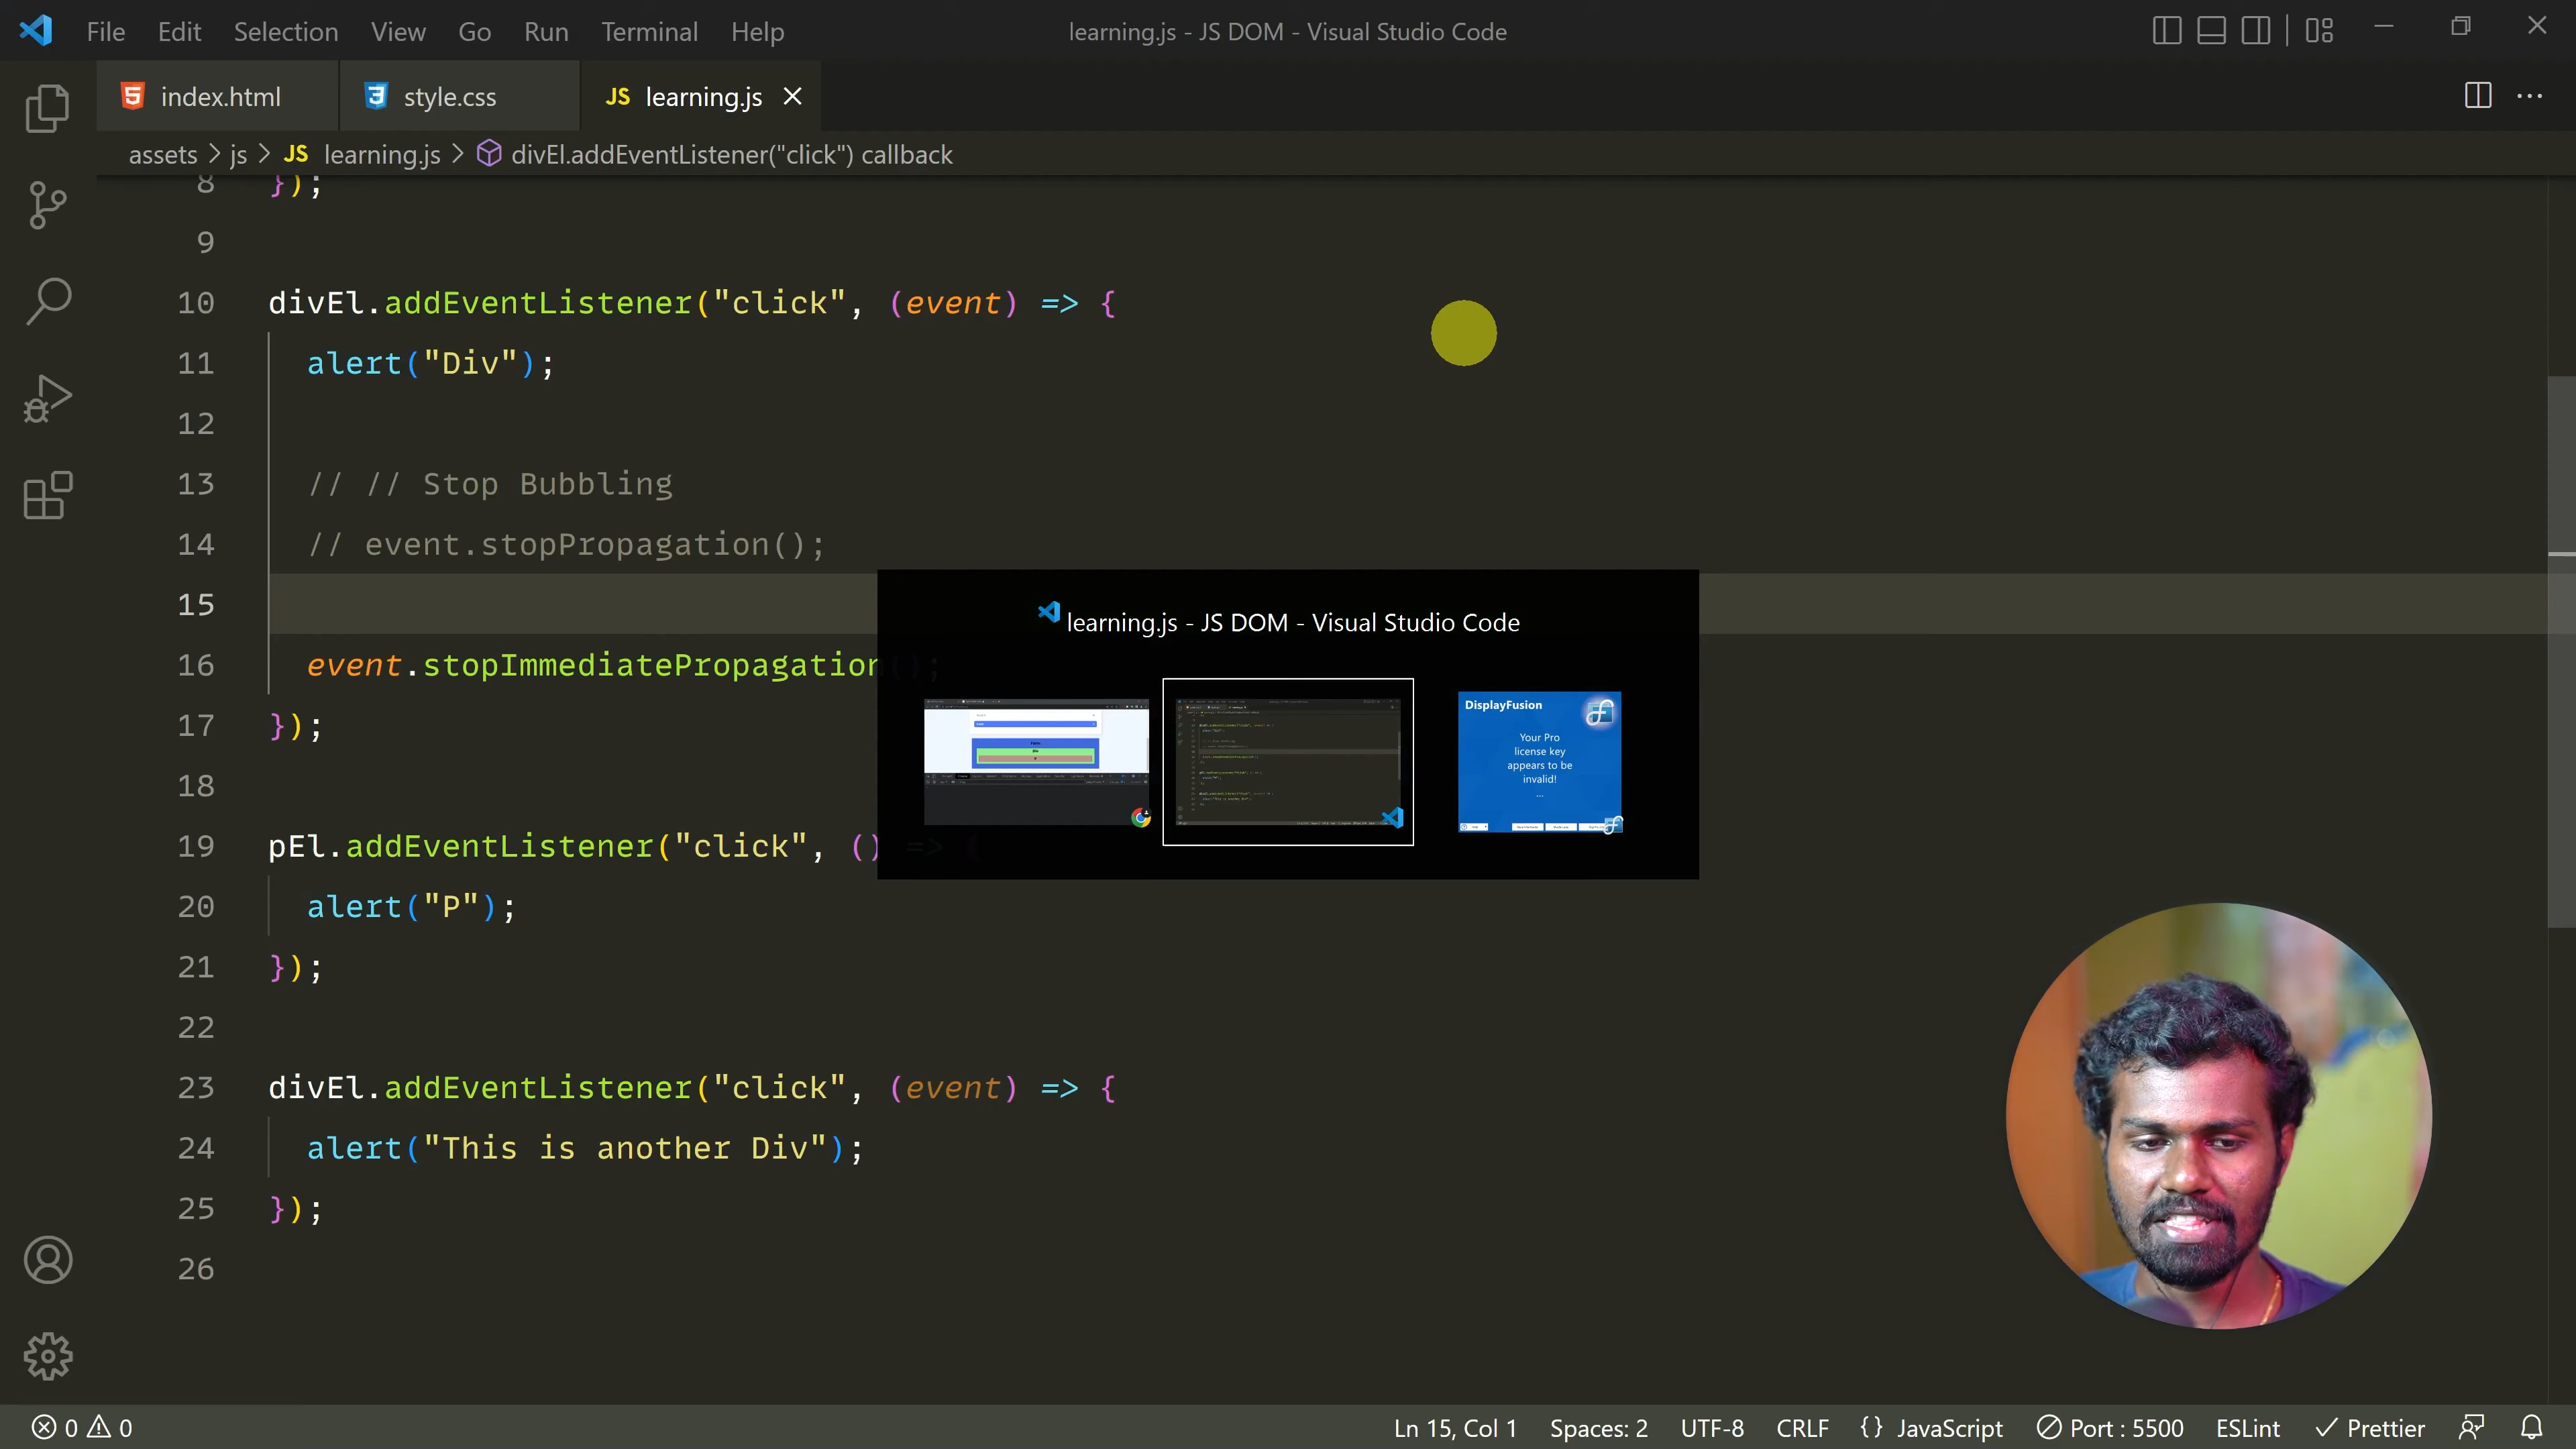 File Edit Selection View Go Run Terminal Help
learning.js - JS DOM - Visual Studio Code
index.html
style.css
JS learning.js
assets > js > JS learning.js > divEl.addEventListener("click") callback
8 });
9
10 divEl.addEventListener("click", (event) => {
11 alert("Div");
12
13 // // Stop Bubbling
14 // event.stopPropagation();
15
16 event.stopImmediatePropagation();
17 });
18
19 pEl.addEventListener("click", () => {
20 alert("P");
21 });
22
23 divEl.addEventListener("click", (event) => {
24 alert("This is another Div");
25 });
26
learning.js - JS DOM - Visual Studio Code
DisplayFusion
Your Pro
license key
appears to be
invalid!
...
0 0
Ln 15, Col 1 Spaces: 2 UTF-8 CRLF {} JavaScript Port : 5500 ESLint Prettier